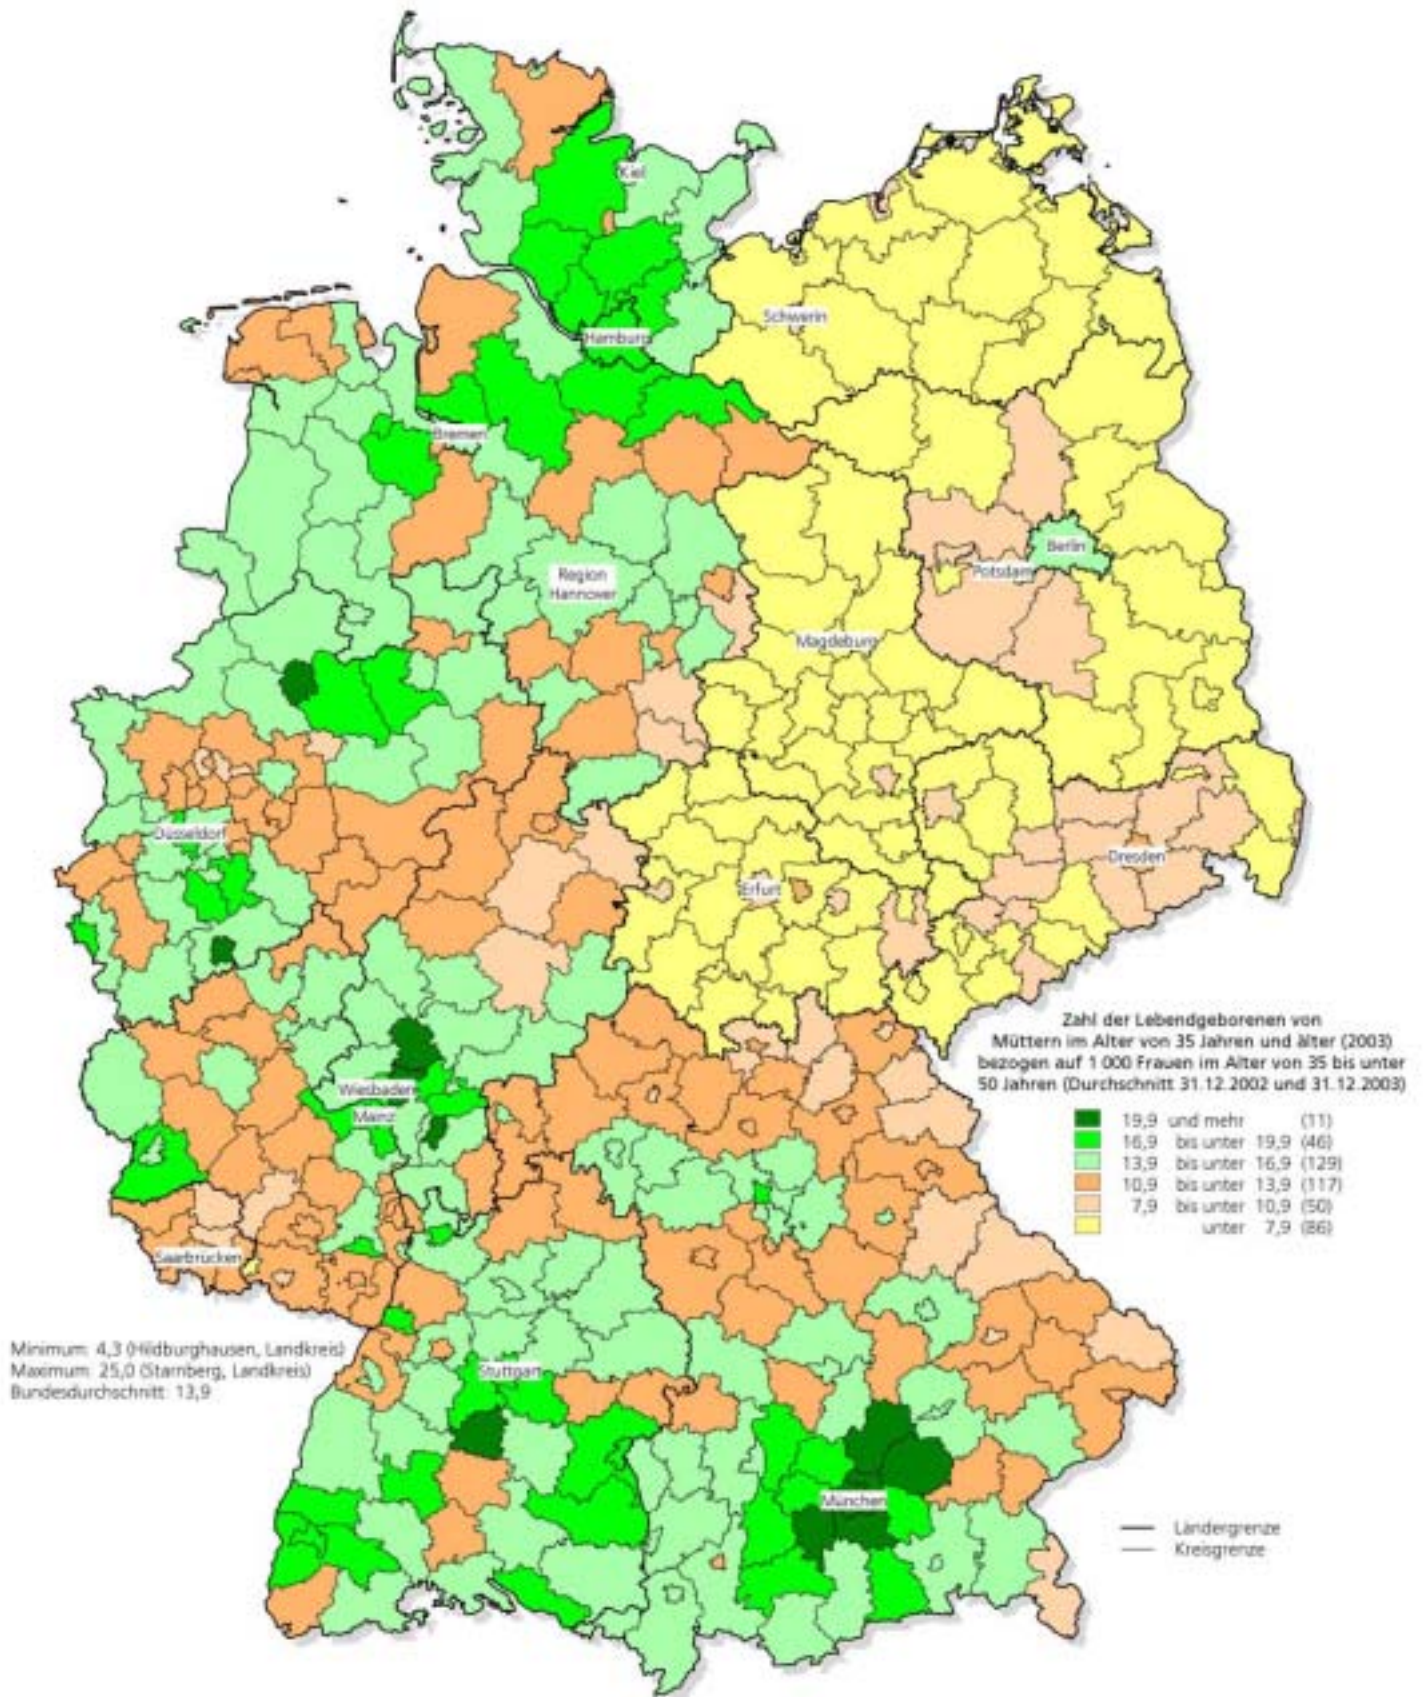 Kiel
Schwerin
Hamburg
Bremen
Berlin
Potsdam
Region
Hannover
Magdeburg
Düsseldorf
Dresden
Erfurt
Wiesbaden
Mainz
Saarbrücken
Stuttgart
München
Zahl der Lebendgeborenen von
Müttern im Alter von 35 Jahren und älter (2003)
bezogen auf 1 000 Frauen im Alter von 35 bis unter
50 Jahren (Durchschnitt 31.12.2002 und 31.12.2003)
19,9 und mehr (11)
16,9 bis unter 19,9 (46)
13,9 bis unter 16,9 (129)
10,9 bis unter 13,9 (117)
7,9 bis unter 10,9 (50)
unter 7,9 (86)
Minimum: 4,3 (Hildburghausen, Landkreis)
Maximum: 25,0 (Starnberg, Landkreis)
Bundesdurchschnitt: 13,9
Ländergrenze
Kreisgrenze